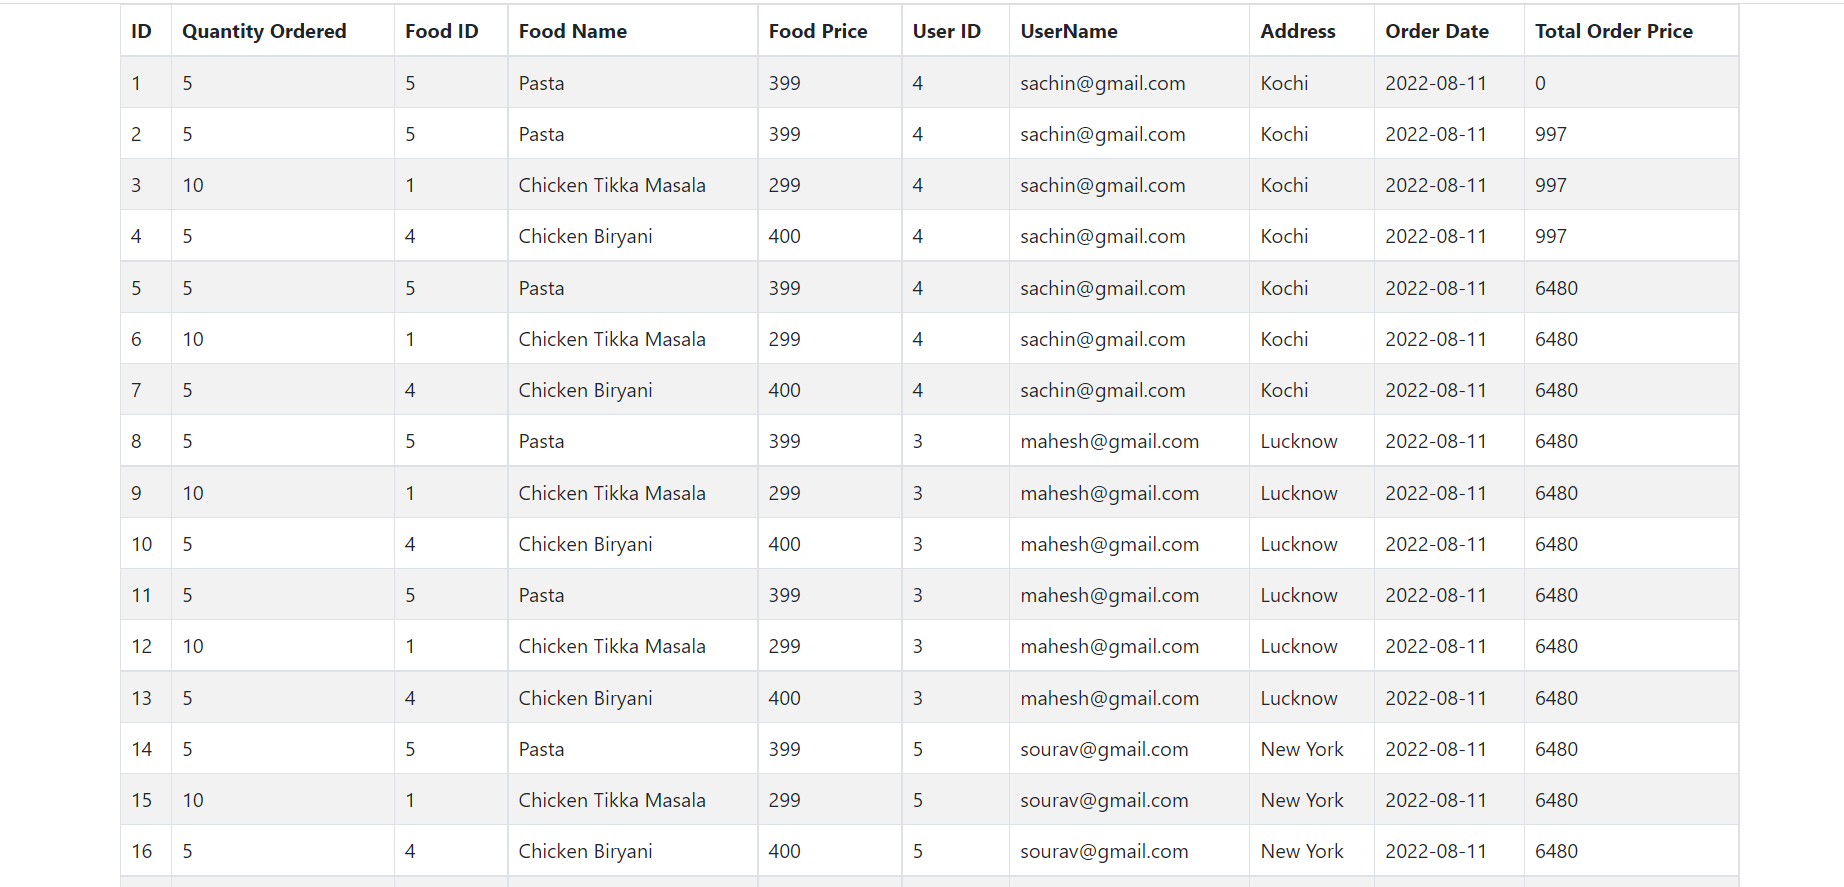 ID Quantity Ordered Food ID Food Name Food Price User ID UserName Address Order Date Total Order Price
1 5 5 Pasta 399 4 sachin@gmail.com Kochi 2022-08-11 0
2 5 5 Pasta 399 4 sachin@gmail.com Kochi 2022-08-11 997
3 10 1 Chicken Tikka Masala 299 4 sachin@gmail.com Kochi 2022-08-11 997
4 5 4 Chicken Biryani 400 4 sachin@gmail.com Kochi 2022-08-11 997
5 5 5 Pasta 399 4 sachin@gmail.com Kochi 2022-08-11 6480
6 10 1 Chicken Tikka Masala 299 4 sachin@gmail.com Kochi 2022-08-11 6480
7 5 4 Chicken Biryani 400 4 sachin@gmail.com Kochi 2022-08-11 6480
8 5 5 Pasta 399 3 mahesh@gmail.com Lucknow 2022-08-11 6480
9 10 1 Chicken Tikka Masala 299 3 mahesh@gmail.com Lucknow 2022-08-11 6480
10 5 4 Chicken Biryani 400 3 mahesh@gmail.com Lucknow 2022-08-11 6480
11 5 5 Pasta 399 3 mahesh@gmail.com Lucknow 2022-08-11 6480
12 10 1 Chicken Tikka Masala 299 3 mahesh@gmail.com Lucknow 2022-08-11 6480
13 5 4 Chicken Biryani 400 3 mahesh@gmail.com Lucknow 2022-08-11 6480
14 5 5 Pasta 399 5 sourav@gmail.com New York 2022-08-11 6480
15 10 1 Chicken Tikka Masala 299 5 sourav@gmail.com New York 2022-08-11 6480
16 5 4 Chicken Biryani 400 5 sourav@gmail.com New York 2022-08-11 6480